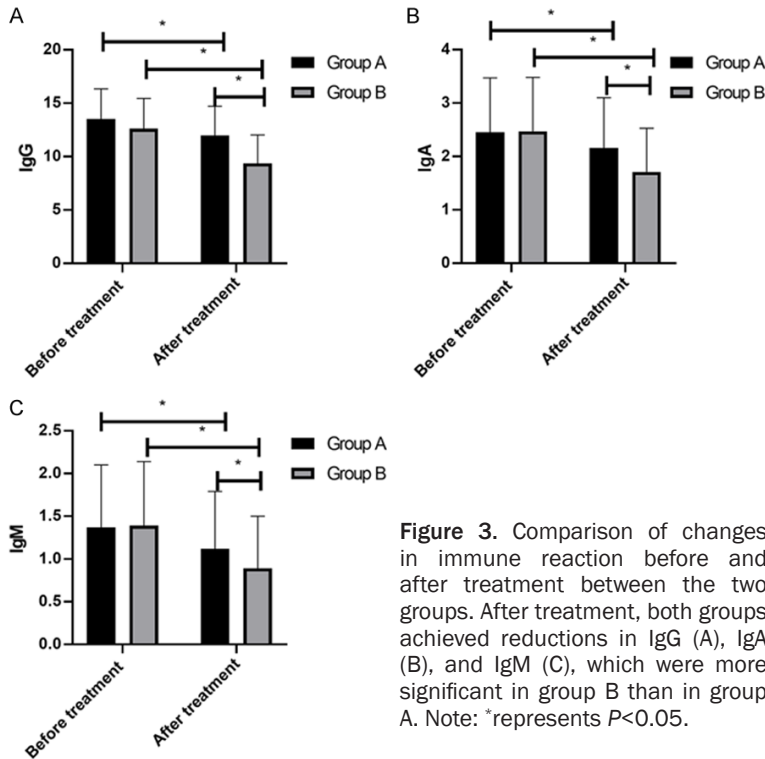 A
*
*
*
20
15
10
5
0
IgG
Before treatment
After treatment
Group A
Group B
B
*
*
*
4
3
2
1
0
IgA
Before treatment
After treatment
Group A
Group B
C
*
*
*
2.5
2.0
1.5
1.0
0.5
0.0
IgM
Before treatment
After treatment
Group A
Group B
Figure 3. Comparison of changes
in immune reaction before and
after treatment between the two
groups. After treatment, both groups
achieved reductions in IgG (A), IgA
(B), and IgM (C), which were more
significant in group B than in group
A. Note: *represents P<0.05.